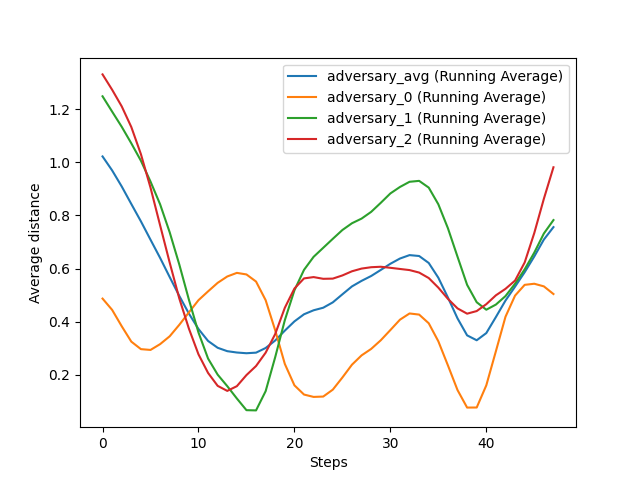 adversary_avg (Running Average)
adversary_0 (Running Average)
adversary_1 (Running Average)
adversary_2 (Running Average)
1.2
1.0
0.8
0.6
0.4
0.2
Average distance
0 10 20 30 40
Steps